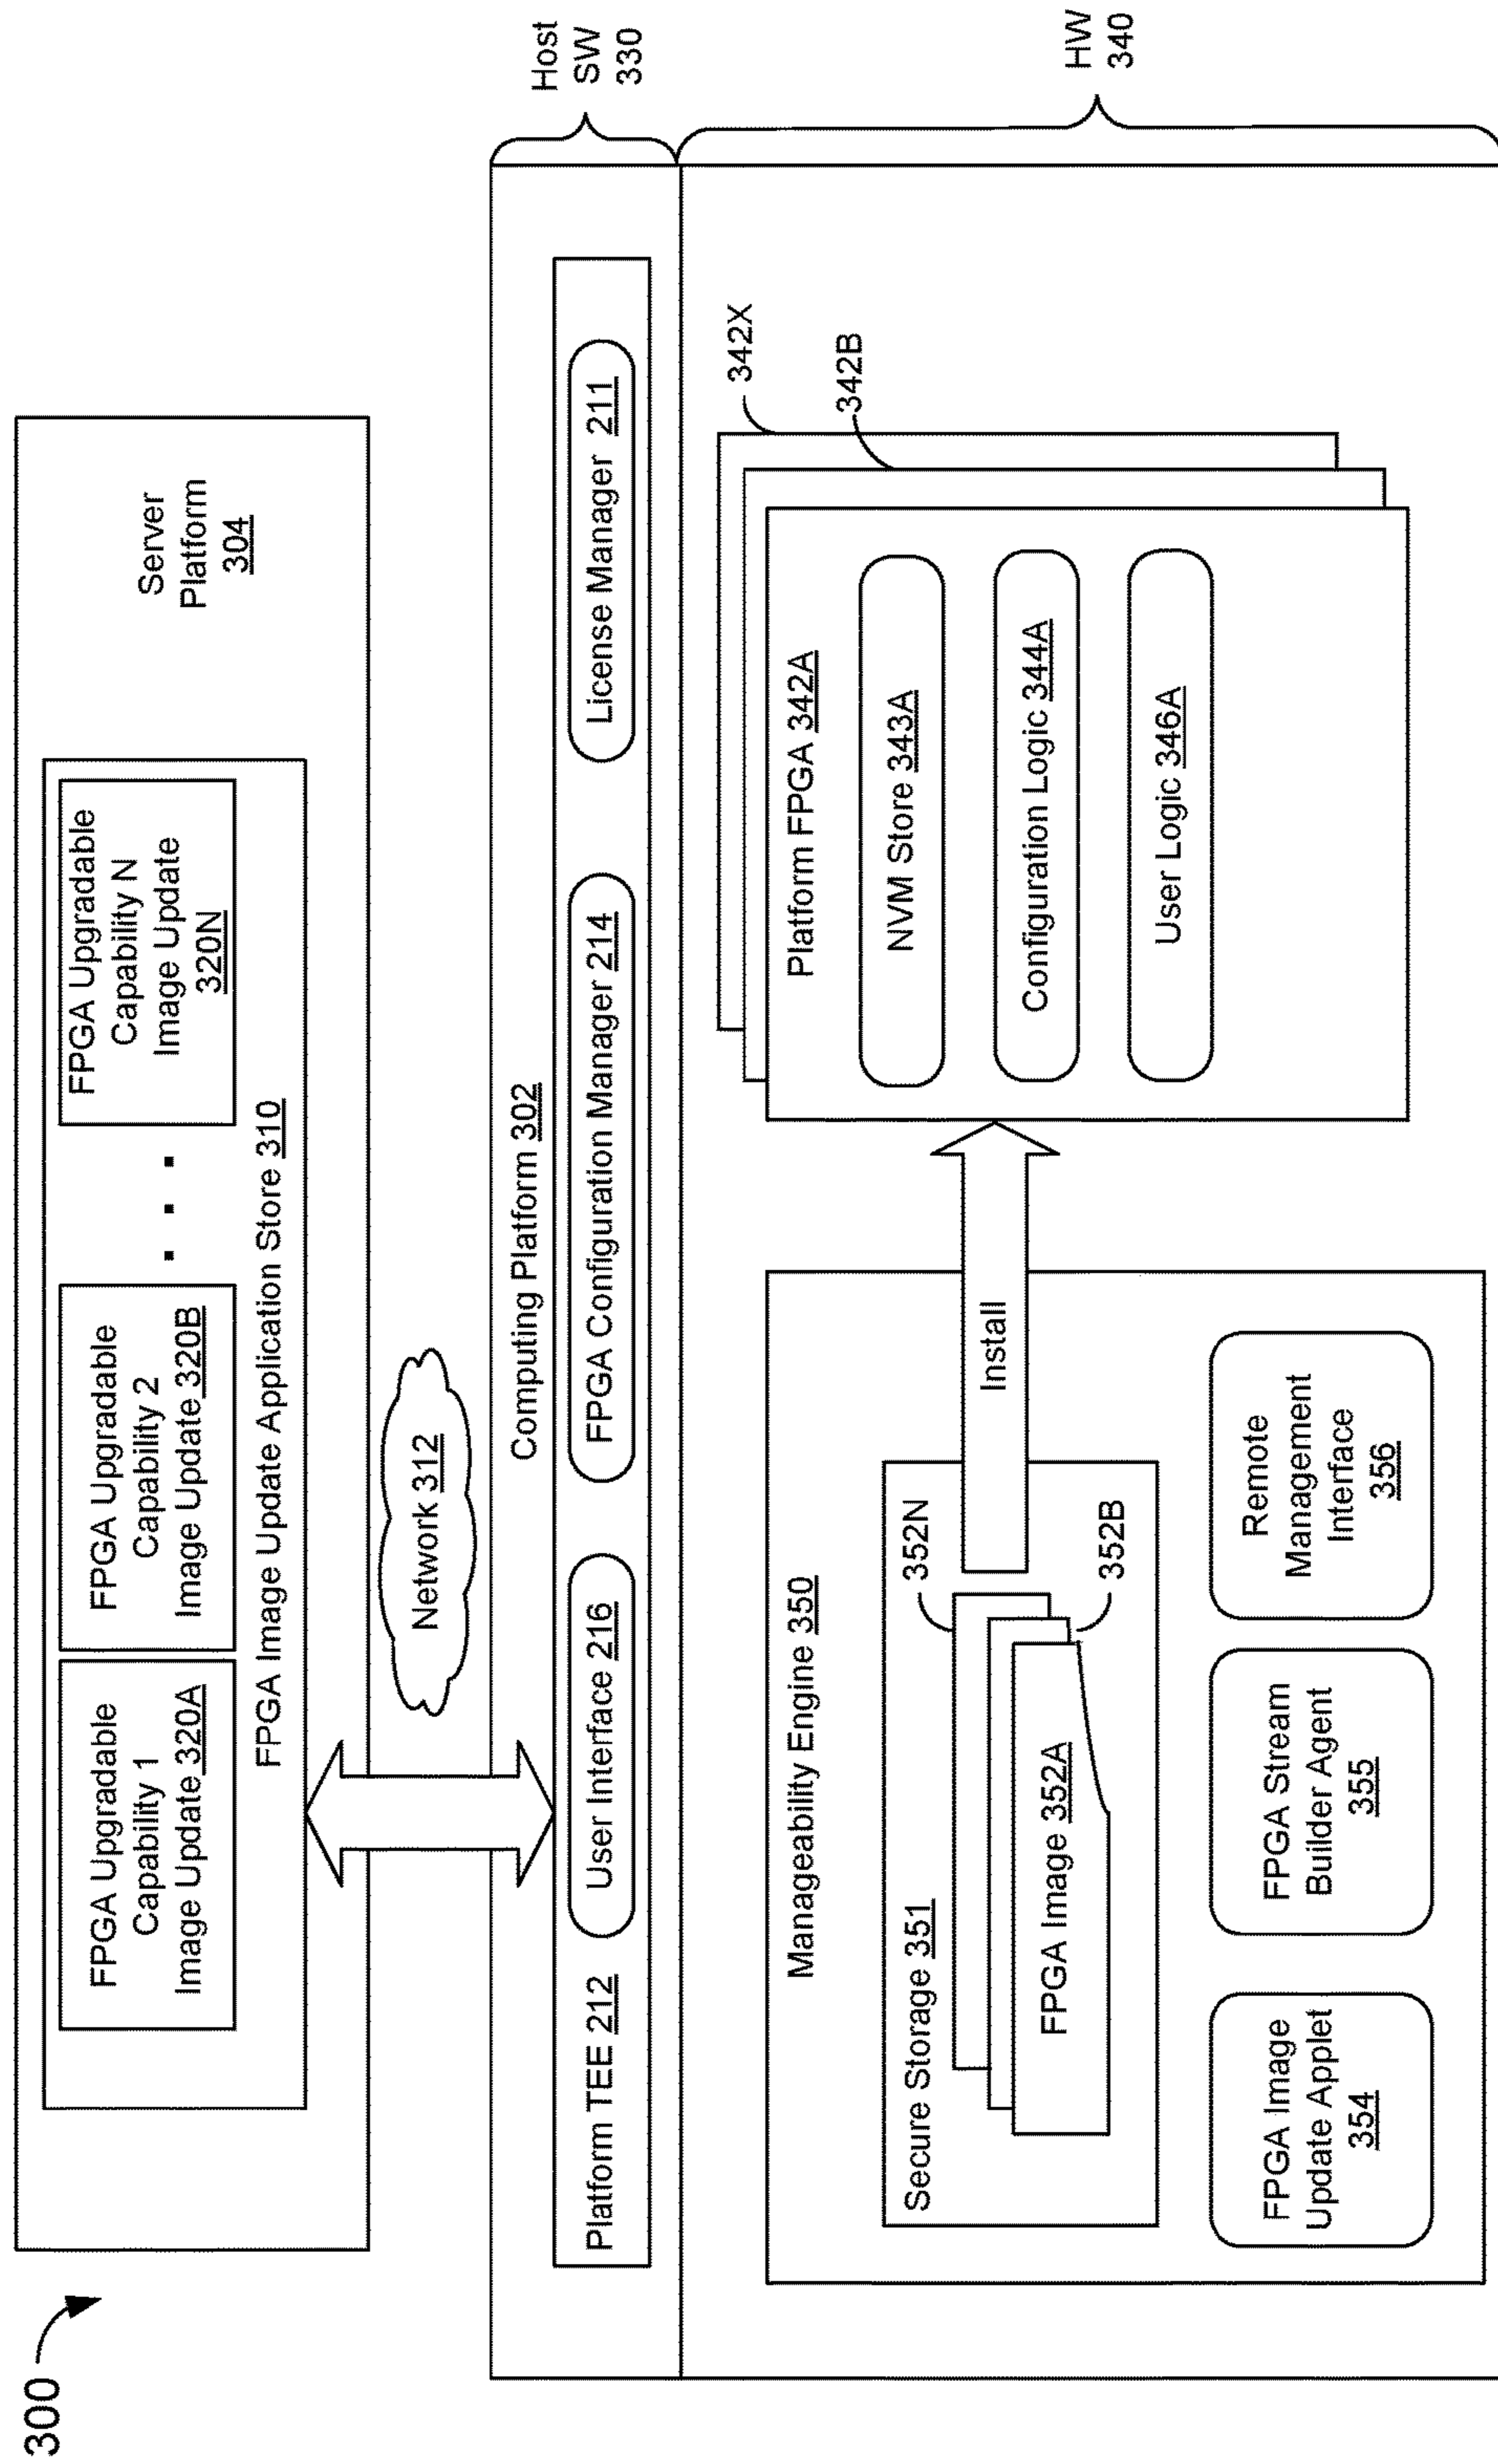 300
FPGA Upgradable
Capability 1
Image Update 320A
FPGA Upgradable
Capability 2
Image Update 320B
. . .
FPGA Upgradable
Capability N
Image Update
320N
FPGA Image Update Application Store 310
Server
Platform
304
Network 312
Computing Platform 302
Platform TEE 212
User Interface 216
FPGA Configuration Manager 214
License Manager 211
Host
SW
330
Manageability Engine 350
Secure Storage 351
352N
FPGA Image 352A
352B
Install
FPGA Image
Update Applet
354
FPGA Stream
Builder Agent
355
Remote
Management
Interface
356
342X
342B
Platform FPGA 342A
NVM Store 343A
Configuration Logic 344A
User Logic 346A
HW
340